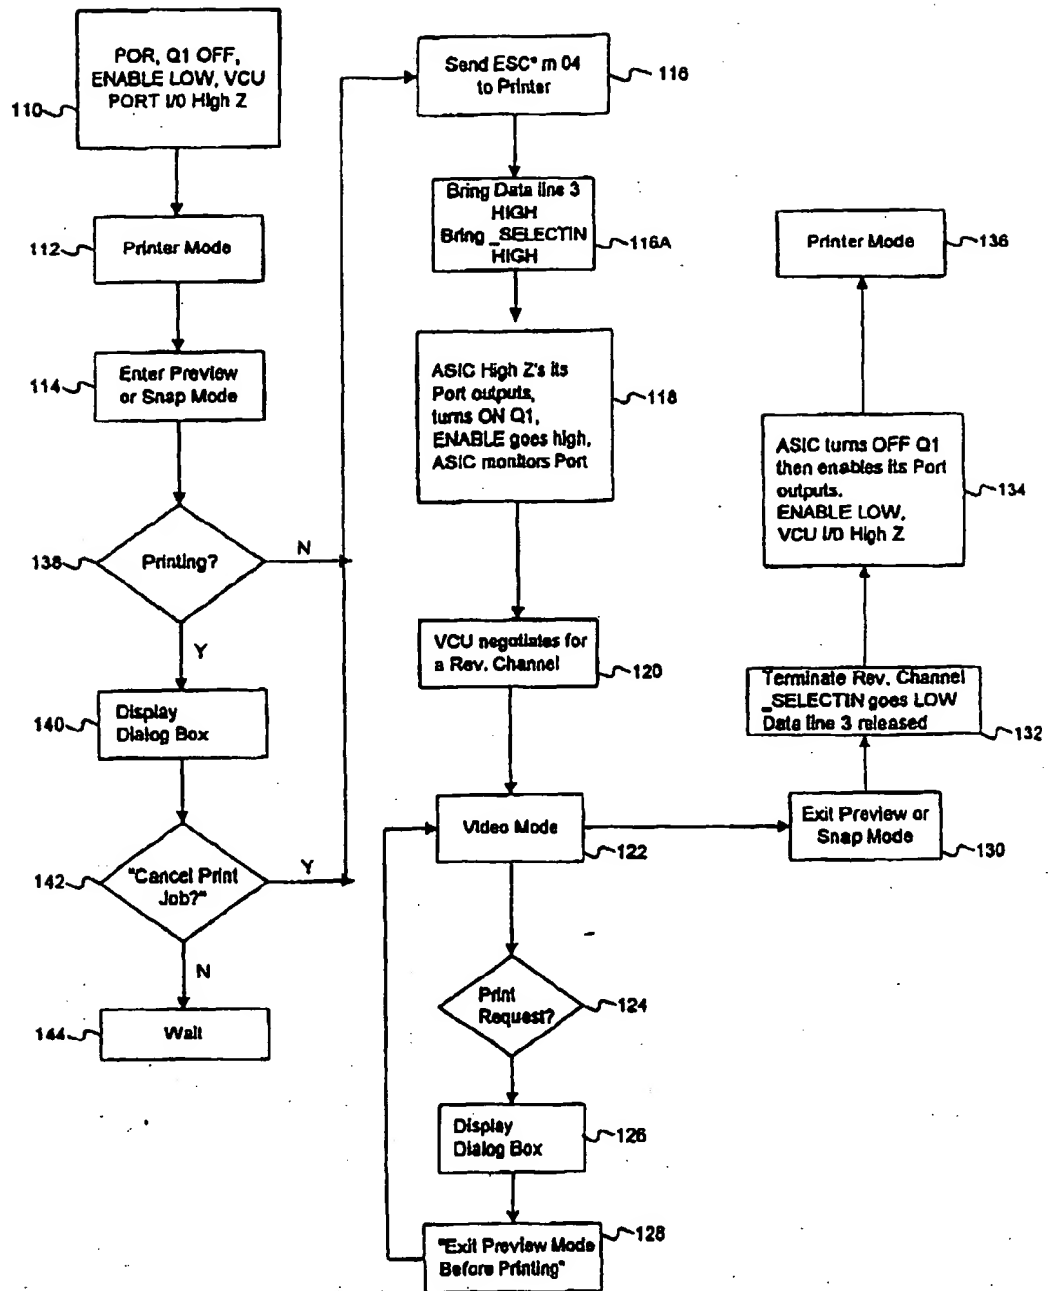 POR, Q1 OFF,
ENABLE LOW, VCU
PORT I/0 High Z
110
Printer Mode
112
Enter Preview
or Snap Mode
114
Printing?
138
N
Y
Display
Dialog Box
140
"Cancel Print
Job?"
142
Y
N
Wait
144
Send ESC* m 04
to Printer
116
Bring Data line 3
HIGH
Bring _SELECTIN
HIGH
116A
ASIC High Z's its
Port outputs,
turns ON Q1,
ENABLE goes high,
ASIC monitors Port
118
VCU negotiates for
a Rev. Channel
120
Video Mode
122
Print
Request?
124
Display
Dialog Box
126
"Exit Preview Mode
Before Printing"
128
Printer Mode
136
ASIC turns OFF Q1
then enables its Port
outputs.
ENABLE LOW,
VCU I/0 High Z
134
Terminate Rev. Channel
_SELECTIN goes LOW
Data line 3 released
132
Exit Preview or
Snap Mode
130